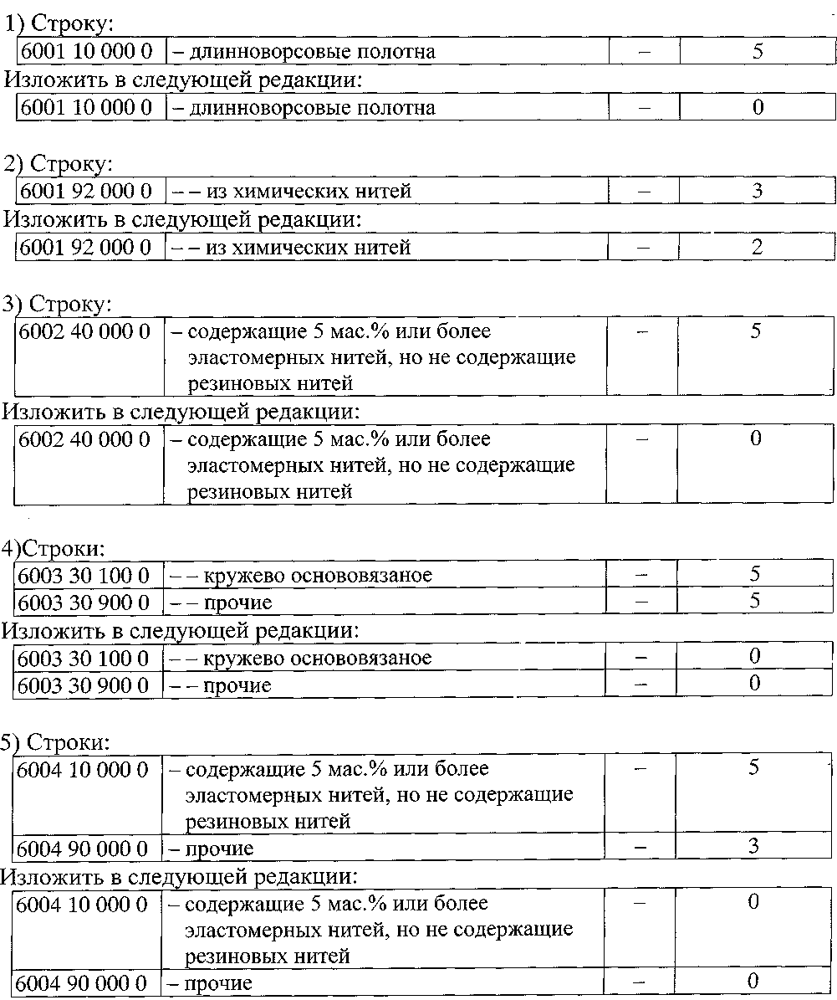 1) Строку:
6001 10 000 0 – длинноворсовые полотна – 5
Изложить в следующей редакции:
6001 10 000 0 – длинноворсовые полотна – 0
2) Строку:
6001 92 000 0 – – из химических нитей – 3
Изложить в следующей редакции:
6001 92 000 0 – – из химических нитей – 2
3) Строку:
6002 40 000 0 – содержащие 5 мас.% или более – 5
эластомерных нитей, но не содержащие
резиновых нитей
Изложить в следующей редакции:
6002 40 000 0 – содержащие 5 мас.% или более – 0
эластомерных нитей, но не содержащие
резиновых нитей
4)Строки:
6003 30 100 0 – – кружево основовязаное – 5
6003 30 900 0 – – прочие – 5
Изложить в следующей редакции:
6003 30 100 0 – – кружево основовязаное – 0
6003 30 900 0 – – прочие – 0
5) Строки:
6004 10 000 0 – содержащие 5 мас.% или более – 5
эластомерных нитей, но не содержащие
резиновых нитей
6004 90 000 0 – прочие – 3
Изложить в следующей редакции:
6004 10 000 0 – содержащие 5 мас.% или более – 0
эластомерных нитей, но не содержащие
резиновых нитей
6004 90 000 0 – прочие – 0